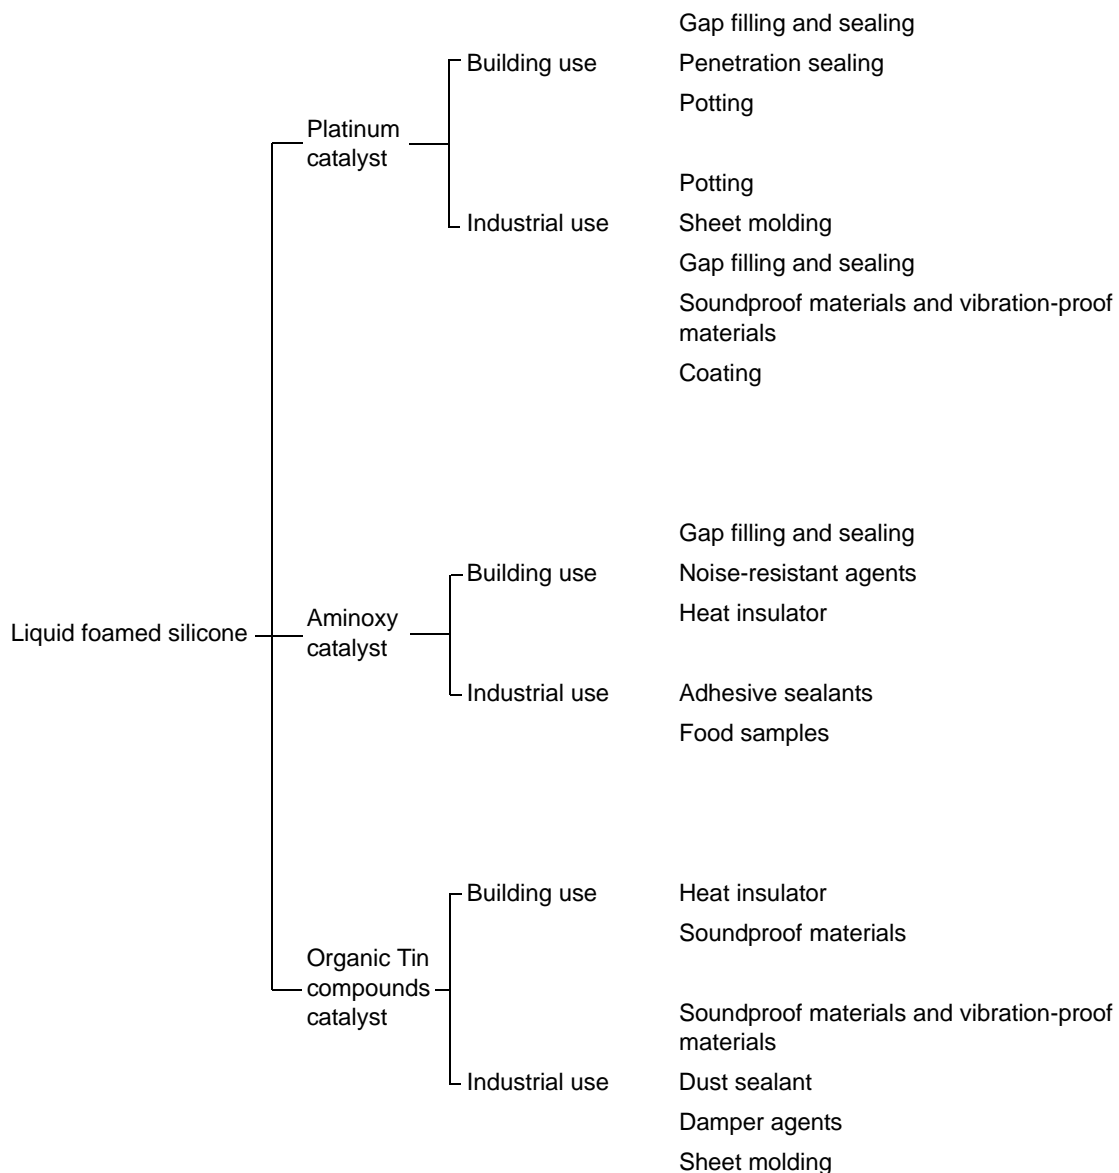 Gap filling and sealing
Building use
Penetration sealing
Potting
Platinum
catalyst
Potting
Industrial use
Sheet molding
Gap filling and sealing
Soundproof materials and vibration-proof
materials
Coating
Gap filling and sealing
Building use
Noise-resistant agents
Heat insulator
Liquid foamed silicone
Aminoxy
catalyst
Industrial use
Adhesive sealants
Food samples
Building use
Heat insulator
Soundproof materials
Organic Tin
compounds
catalyst
Soundproof materials and vibration-proof
materials
Industrial use
Dust sealant
Damper agents
Sheet molding